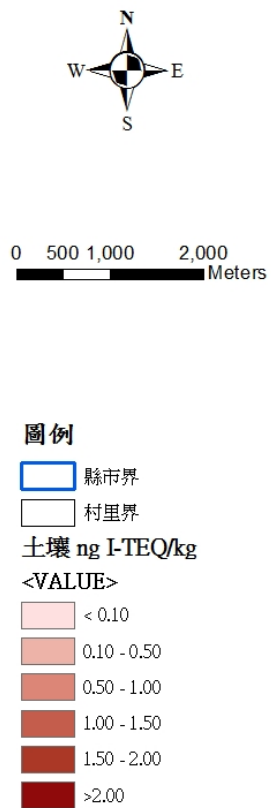 N
W E
S
0 500 1,000 2,000
Meters
圖例
縣市界
村里界
土壤 ng I-TEQ/kg
<VALUE>
< 0.10
0.10 - 0.50
0.50 - 1.00
1.00 - 1.50
1.50 - 2.00
>2.00